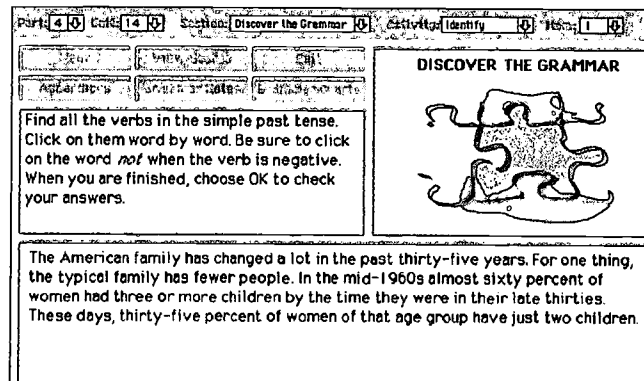 Part: 4 Unit: 14 Section: Discover the Grammar Activity: Identify Item: 1
DISCOVER THE GRAMMAR
Find all the verbs in the simple past tense.
Click on them word by word. Be sure to click
on the word not when the verb is negative.
When you are finished, choose OK to check
your answers.
The American family has changed a lot in the past thirty-five years. For one thing,
the typical family has fewer people. In the mid-1960s almost sixty percent of
women had three or more children by the time they were in their late thirties.
These days, thirty-five percent of women of that age group have just two children.